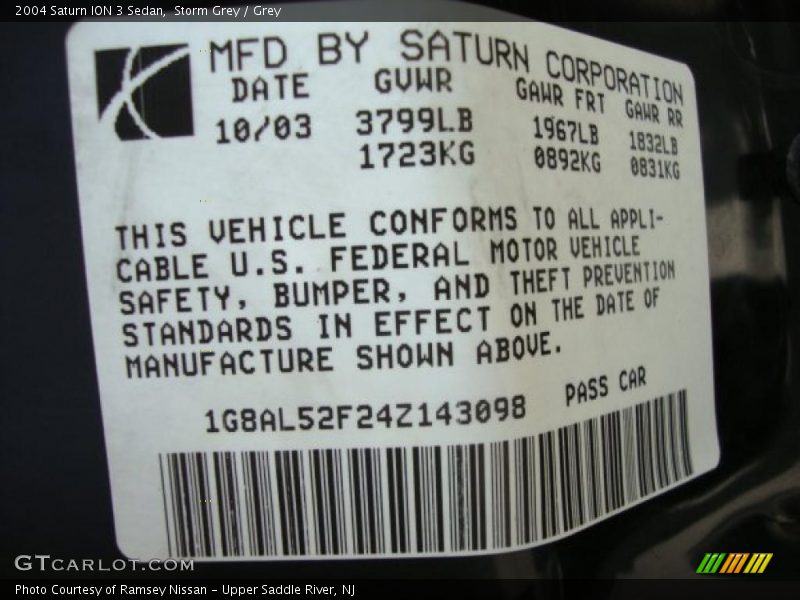 2004 Saturn ION 3 Sedan,  Storm Grey / Grey
MFD BY SATURN CORPORATION
DATE GVWR GAWR FRT GAWR RR
10/03 3799LB 1967LB 1832LB
1723KG 0892KG 0831KG
THIS VEHICLE CONFORMS TO ALL APPLI-
CABLE U.S. FEDERAL MOTOR VEHICLE
SAFETY, BUMPER, AND THEFT PREVENTION
STANDARDS IN EFFECT ON THE DATE OF
MANUFACTURE SHOWN ABOVE.
1G8AL52F24Z143098 PASS CAR
GTCARLOT.COM
Photo Courtesy of Ramsey Nissan - Upper Saddle River, NJ